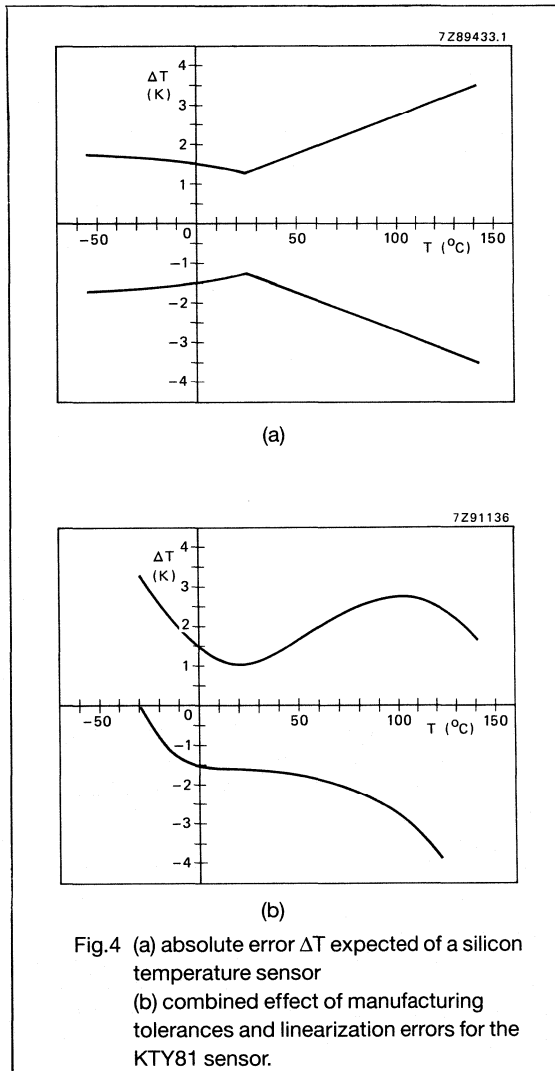 7Z89433.1
ΔT
(K)
4
3
2
1
0
-50
50
100
150
T (°C)
−1
−2
−3
−4
(a)
7Z91136
ΔT
(K)
4
3
2
1
0
-50
50
100
150
T (°C)
−1
−2
−3
−4
(b)
Fig.4 (a) absolute error ΔT expected of a silicon
temperature sensor
(b) combined effect of manufacturing
tolerances and linearization errors for the
KTY81 sensor.